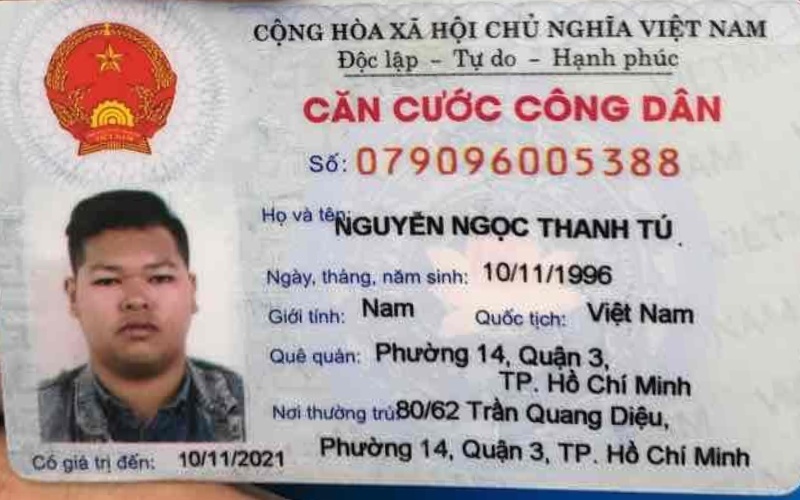 CỘNG HÒA XÃ HỘI CHỦ NGHĨA VIỆT NAM
Độc lập - Tự do - Hạnh phúc
CĂN CƯỚC CÔNG DÂN
Số: 079096005388
Họ và tên: NGUYỄN NGỌC THANH TÚ
Ngày, tháng, năm sinh: 10/11/1996
Giới tính: Nam Quốc tịch: Việt Nam
Quê quán: Phường 14, Quận 3,
TP. Hồ Chí Minh
Nơi thường trú: 80/62 Trần Quang Diệu,
Phường 14, Quận 3, TP. Hồ Chí Minh
Có giá trị đến: 10/11/2021